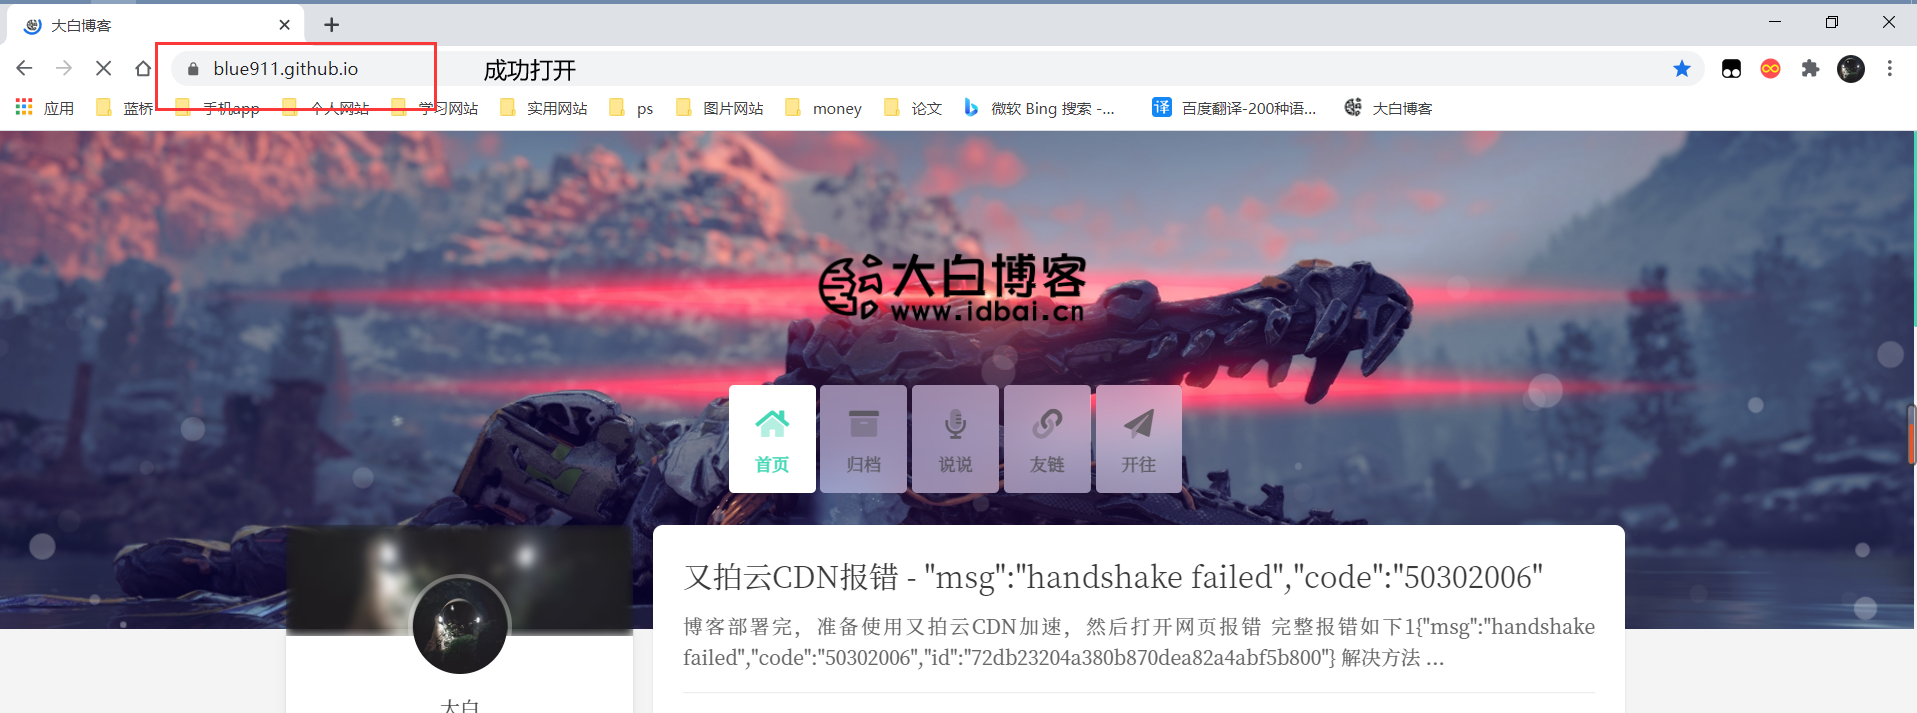 大白博客
blue911.github.io
成功打开
应用 蓝桥 手机app 个人网站 学习网站 实用网站 ps 图片网站 money 论文 微软 Bing 搜索 -... 译 百度翻译-200种语... 大白博客
大白博客
www.idbai.cn
首页 归档 说说 友链 开往
又拍云CDN报错 - "msg":"handshake failed","code":"50302006"
博客部署完，准备使用又拍云CDN加速，然后打开网页报错 完整报错如下1{"msg":"handshake
failed","code":"50302006","id":"72db23204a380b870dea82a4abf5b800"} 解决方法 ...
大白